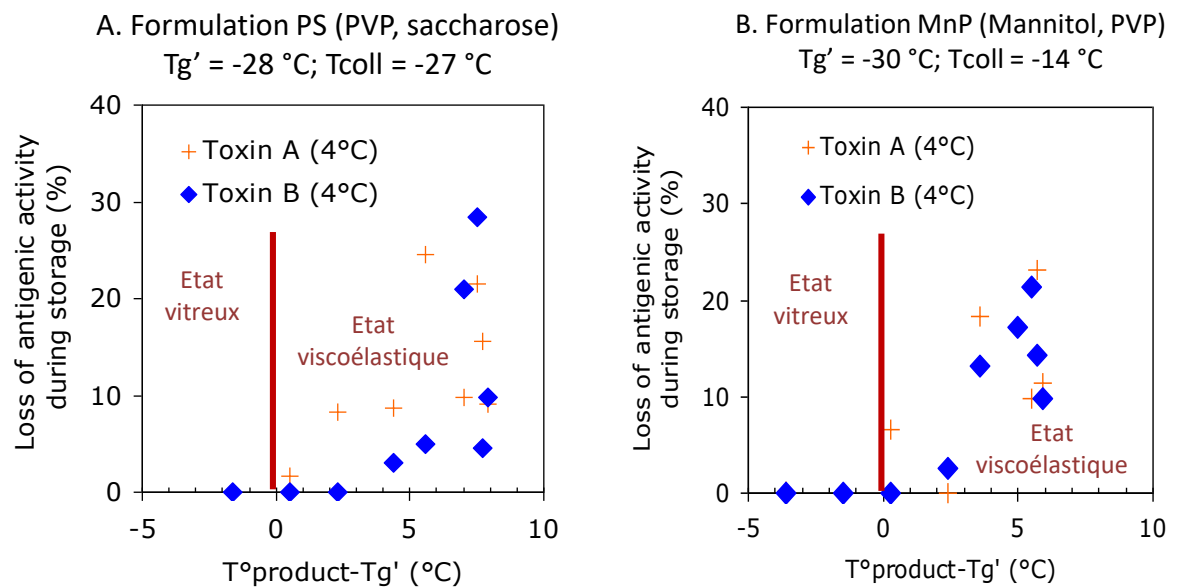 A. Formulation PS (PVP, saccharose)
Tg’ = -28 °C; Tcoll = -27 °C
Loss of antigenic activity
during storage (%)
40
30
20
10
0
Toxin A (4°C)
Toxin B (4°C)
Etat
vitreux
Etat
viscoélastique
-5
0
5
10
T°product-Tg' (°C)
B. Formulation MnP (Mannitol, PVP)
Tg’ = -30 °C; Tcoll = -14 °C
Loss of antigenic activity
during storage (%)
40
30
20
10
0
Toxin A (4°C)
Toxin B (4°C)
Etat
vitreux
Etat
viscoélastique
-5
0
5
10
T°product-Tg' (°C)